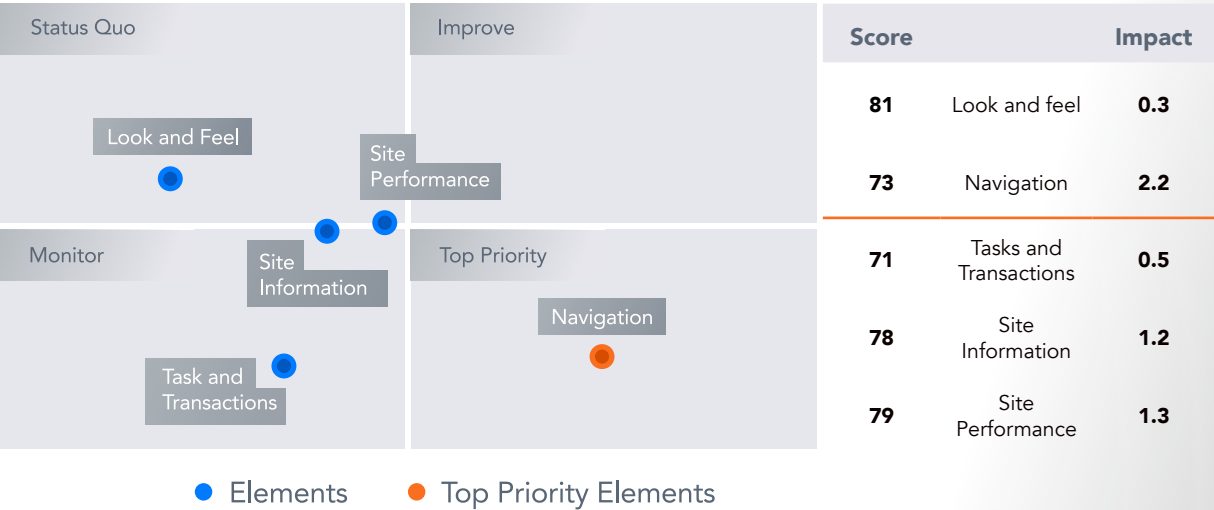 Status Quo
Improve
Look and Feel
Site
Performance
Monitor
Site
Information
Top Priority
Navigation
Task and
Transactions
Elements
Top Priority Elements
Score Impact
81 Look and feel 0.3
73 Navigation 2.2
71 Tasks and
Transactions 0.5
78 Site
Information 1.2
79 Site
Performance 1.3